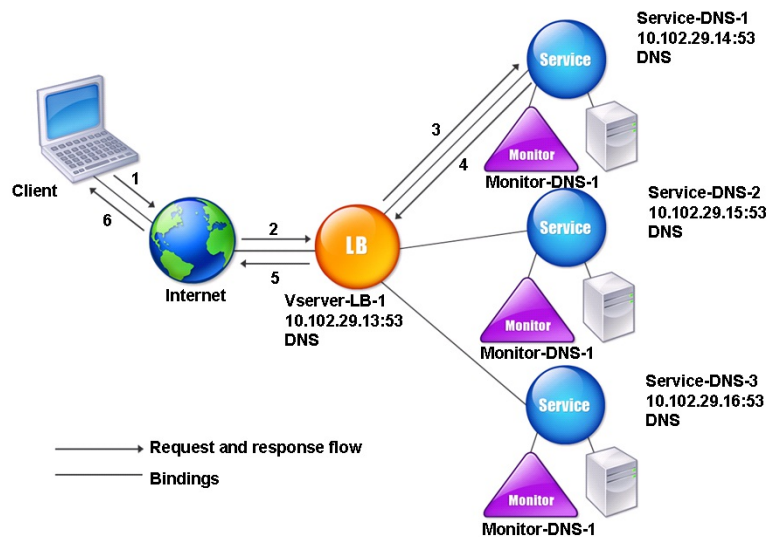 Service-DNS-1
10.102.29.14:53
DNS
Service
3
4
Monitor
Monitor-DNS-1
Client
1
6
2
5
Internet
LB
Vserver-LB-1
10.102.29.13:53
DNS
Service-DNS-2
10.102.29.15:53
DNS
Service
Monitor
Monitor-DNS-1
Service-DNS-3
10.102.29.16:53
DNS
Service
Monitor
Monitor-DNS-1
Request and response flow
Bindings